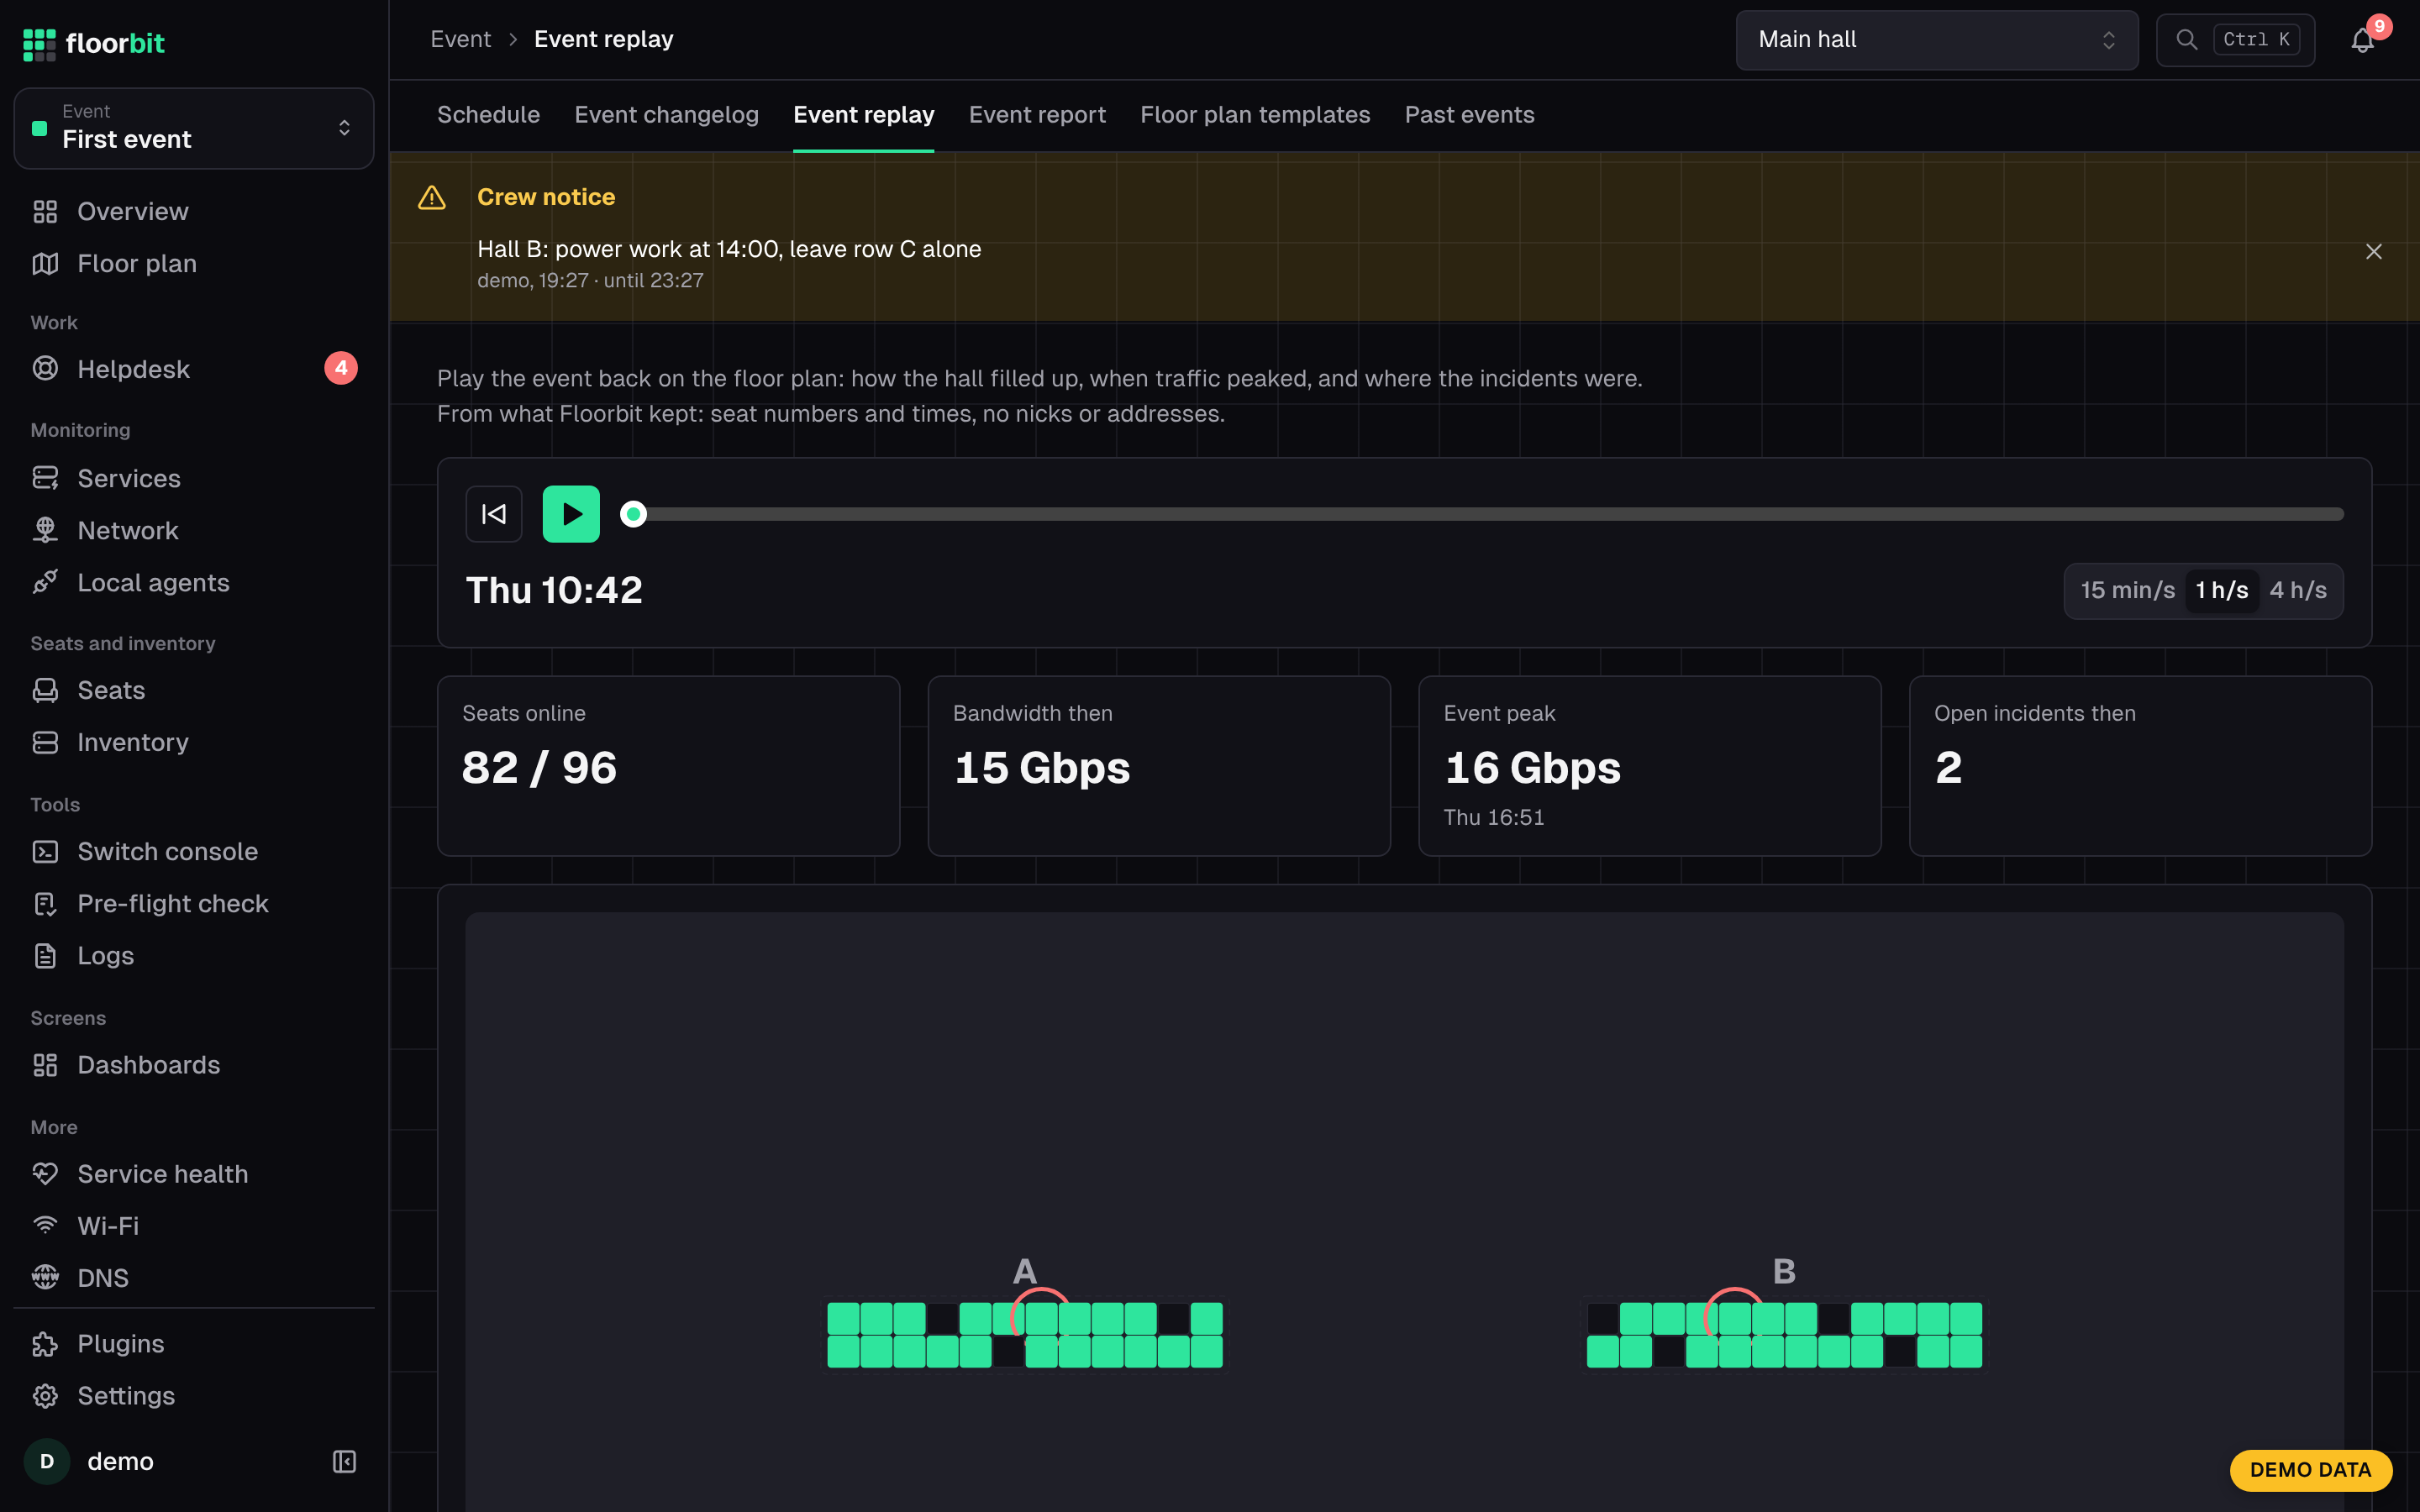 floorbit
Event
First event
Overview
Floor plan
Work
Helpdesk
4
Monitoring
Services
Network
Local agents
Seats and inventory
Seats
Inventory
Tools
Switch console
Pre-flight check
Logs
Screens
Dashboards
More
Service health
Wi-Fi
DNS
Plugins
Settings
D
demo
Event > Event replay
Main hall
Ctrl K
9
Schedule
Event changelog
Event replay
Event report
Floor plan templates
Past events
Crew notice
Hall B: power work at 14:00, leave row C alone
demo, 19:27 · until 23:27
Play the event back on the floor plan: how the hall filled up, when traffic peaked, and where the incidents were.
From what Floorbit kept: seat numbers and times, no nicks or addresses.
Thu 10:42
15 min/s
1 h/s
4 h/s
Seats online
82 / 96
Bandwidth then
15 Gbps
Event peak
16 Gbps
Thu 16:51
Open incidents then
2
A
B
DEMO DATA